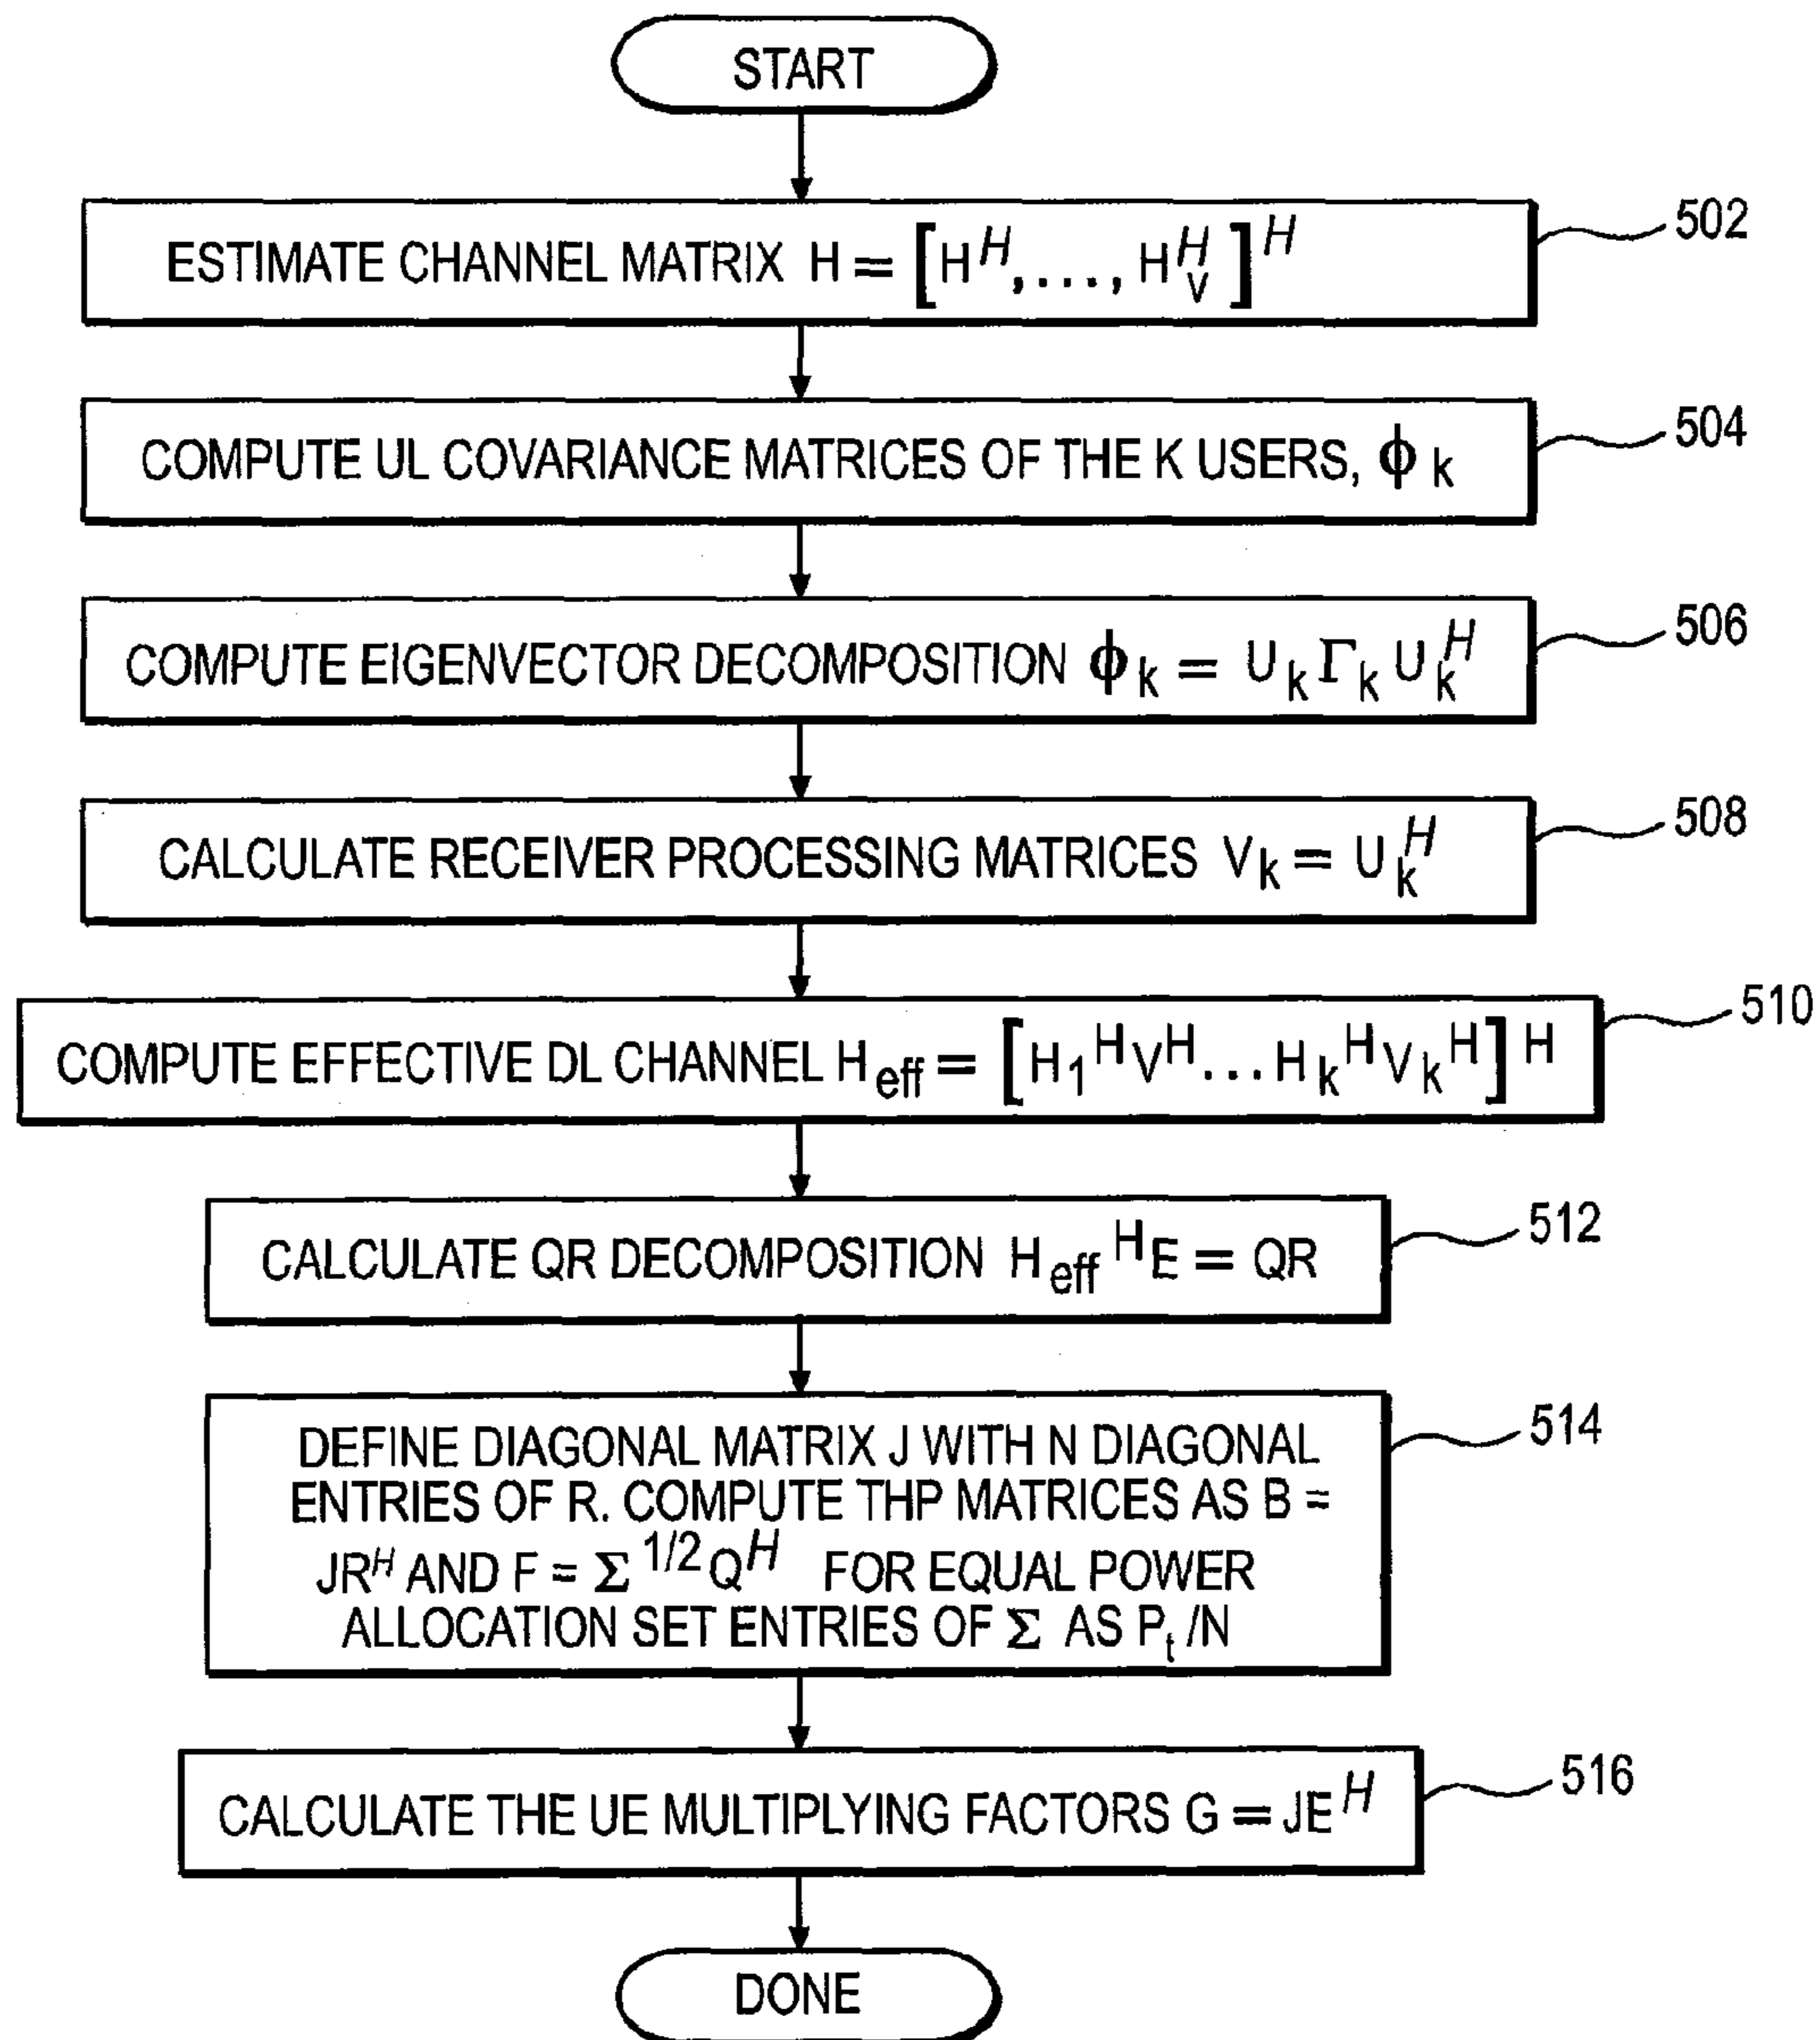 START
ESTIMATE CHANNEL MATRIX H = [H^H,..., H_V^H]^H
502
COMPUTE UL COVARIANCE MATRICES OF THE K USERS, ϕ_k
504
COMPUTE EIGENVECTOR DECOMPOSITION ϕ_k = U_k Γ_k U_k^H
506
CALCULATE RECEIVER PROCESSING MATRICES V_k = U_k^H
508
COMPUTE EFFECTIVE DL CHANNEL H_eff = [H_1^H V^H... H_k^H V_k^H]^H
510
CALCULATE QR DECOMPOSITION H_eff^H E = QR
512
DEFINE DIAGONAL MATRIX J WITH N DIAGONAL
ENTRIES OF R. COMPUTE THP MATRICES AS B =
JR^H AND F = Σ^1/2 Q^H FOR EQUAL POWER
ALLOCATION SET ENTRIES OF Σ AS P_t/N
514
CALCULATE THE UE MULTIPLYING FACTORS G = JE^H
516
DONE